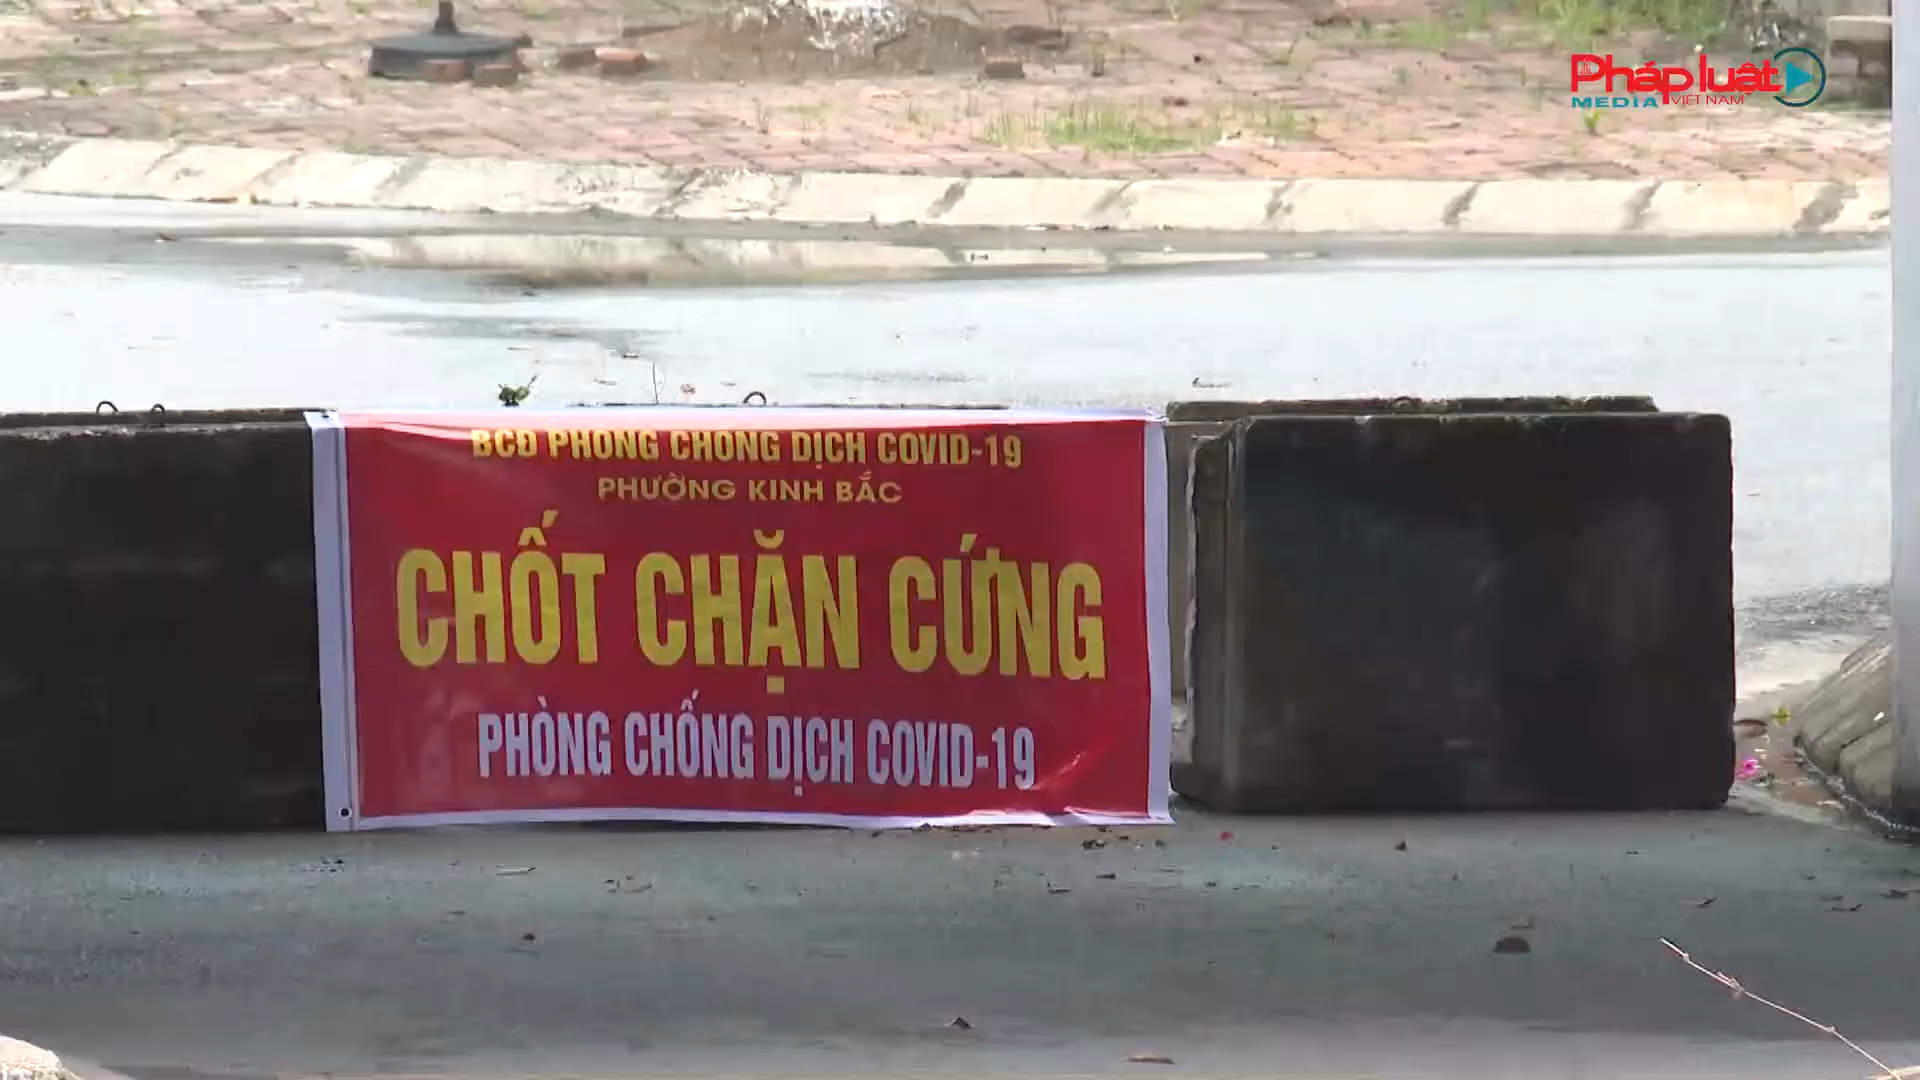 Pháp luật
MEDIA VIỆT NAM
BCĐ PHÒNG CHỐNG DỊCH COVID-19
PHƯỜNG KINH BẮC
CHỐT CHẶN CỨNG
PHÒNG CHỐNG DỊCH COVID-19